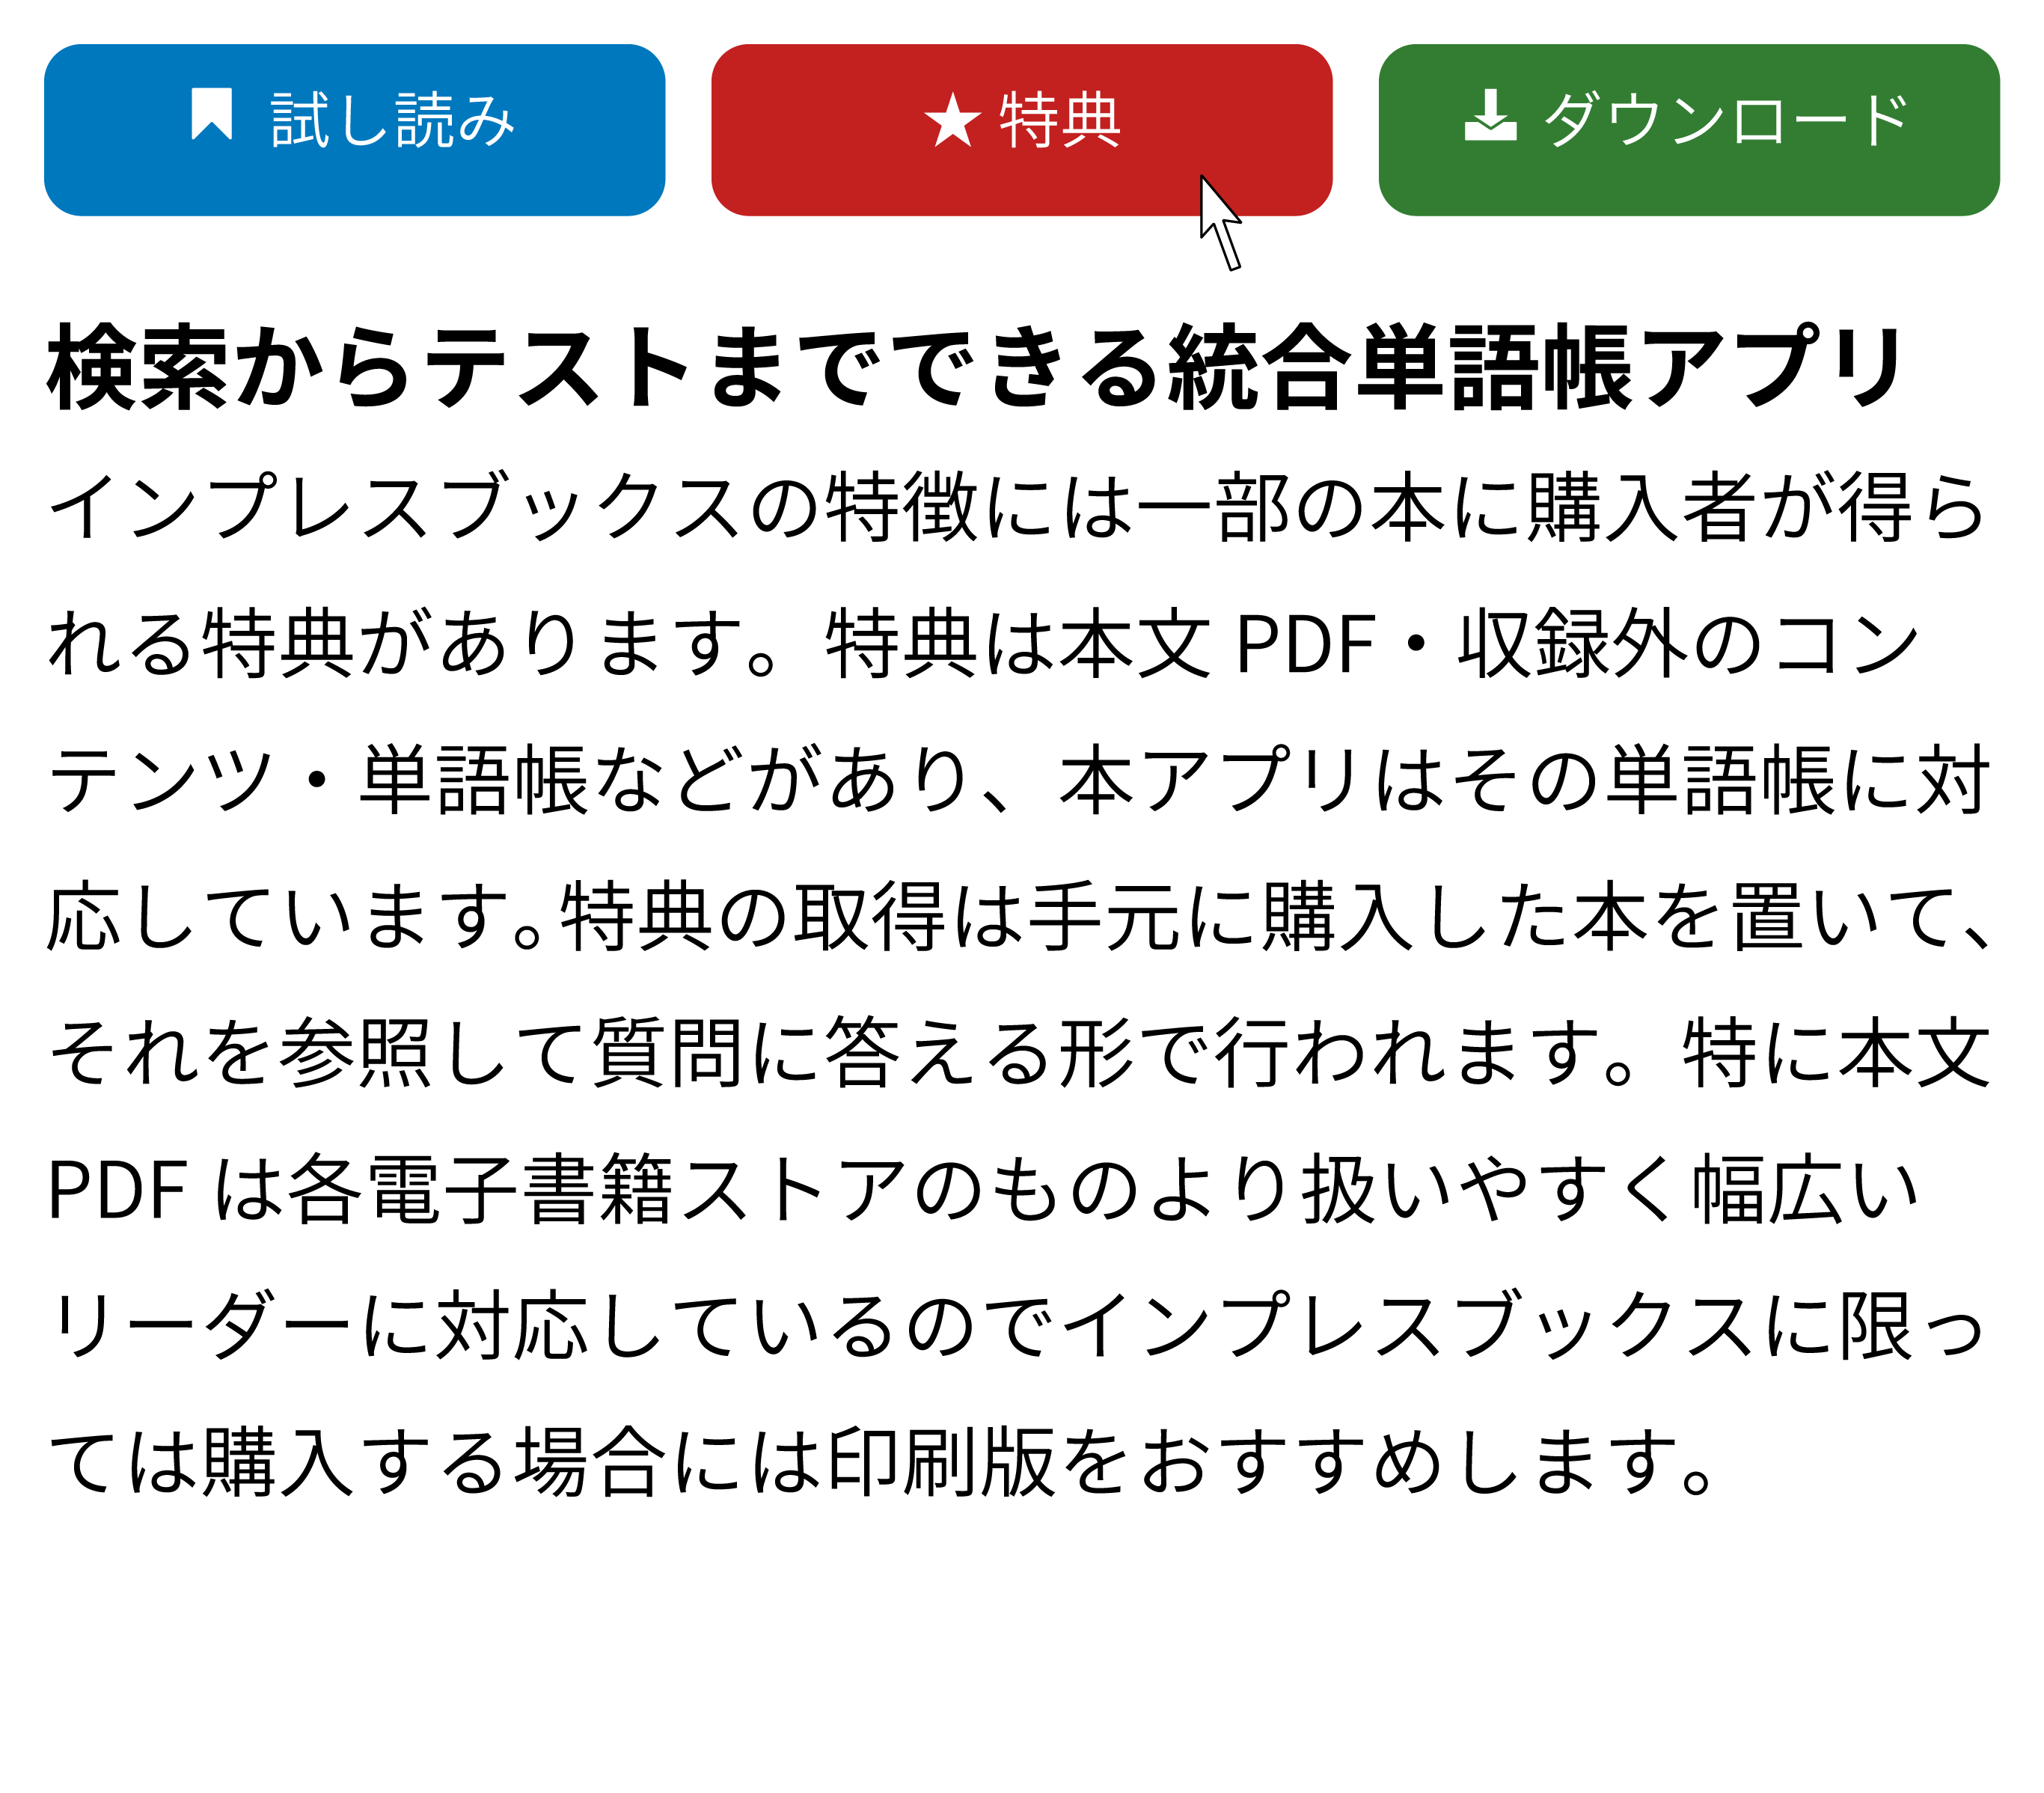 試し読み
★特典
ダウンロード
検索からテストまでできる統合単語帳アプリ
インプレスブックスの特徴には一部の本に購入者が得ら
れる特典があります。特典は本文 PDF・収録外のコン
テンツ・単語帳などがあり、本アプリはその単語帳に対
応しています。特典の取得は手元に購入した本を置いて、
それを参照して質問に答える形で行われます。特に本文
PDF は各電子書籍ストアのものより扱いやすく幅広い
リーダーに対応しているのでインプレスブックスに限っ
ては購入する場合には印刷版をおすすめします。